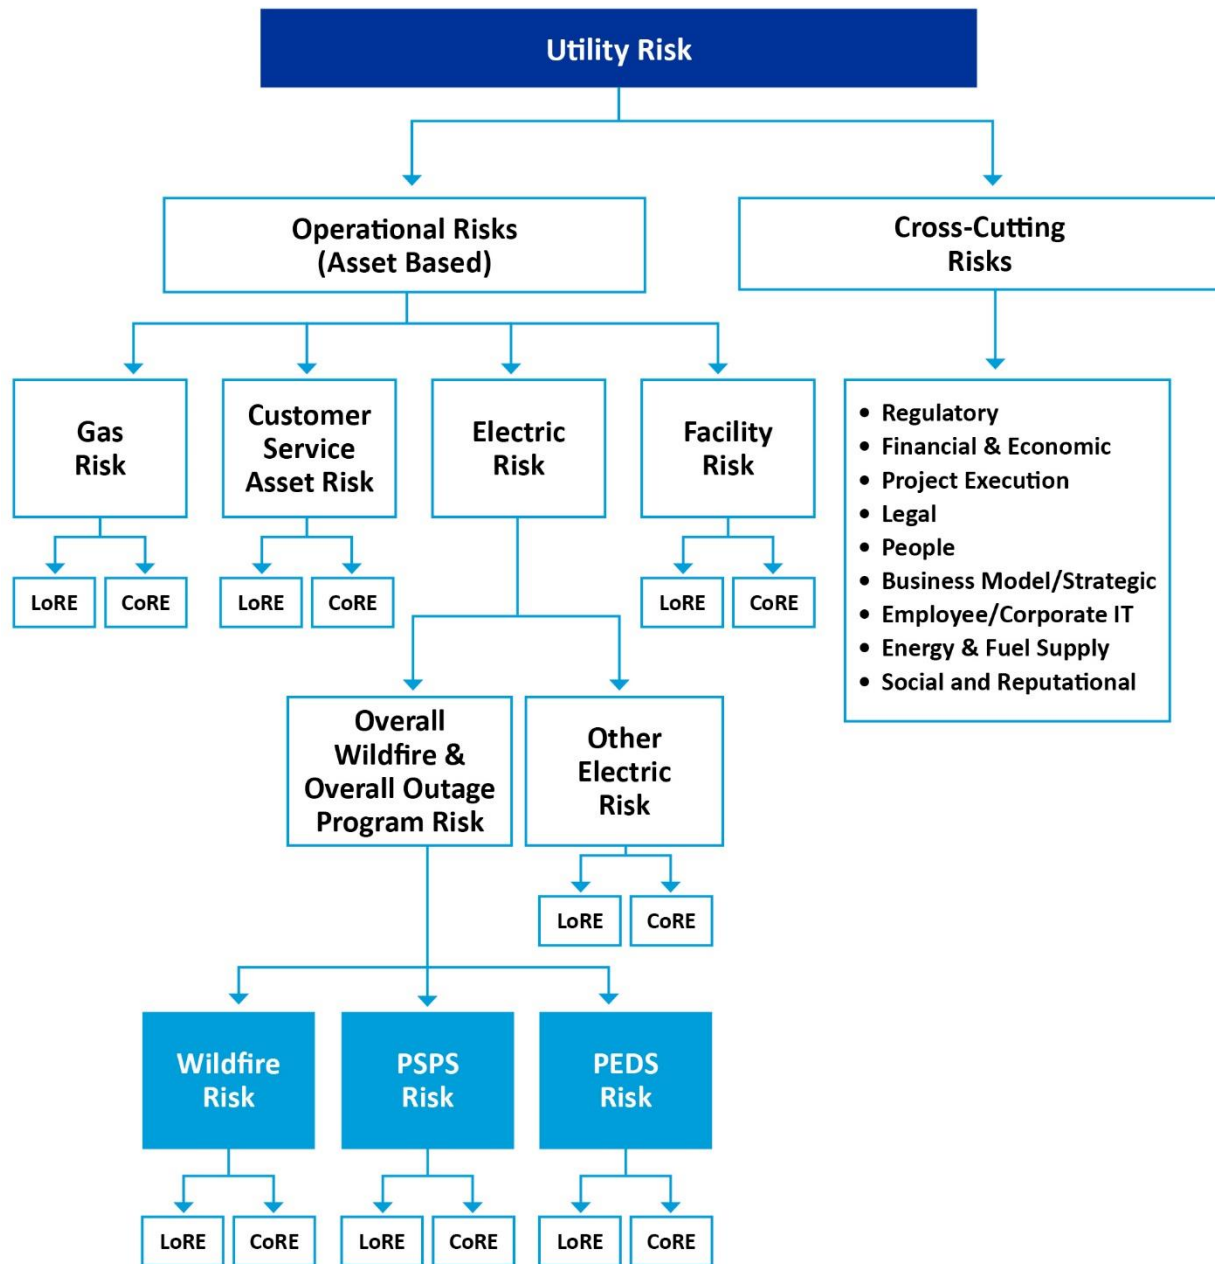 Utility Risk
Operational Risks
(Asset Based)
Cross-Cutting
Risks
Gas
Risk
Customer
Service
Asset Risk
Electric
Risk
Facility
Risk
• Regulatory
• Financial & Economic
• Project Execution
• Legal
• People
• Business Model/Strategic
• Employee/Corporate IT
• Energy & Fuel Supply
• Social and Reputational
LoRE
CoRE
LoRE
CoRE
LoRE
CoRE
Overall
Wildfire &
Overall Outage
Program Risk
Other
Electric
Risk
LoRE
CoRE
Wildfire
Risk
PSPS
Risk
PEDS
Risk
LoRE
CoRE
LoRE
CoRE
LoRE
CoRE